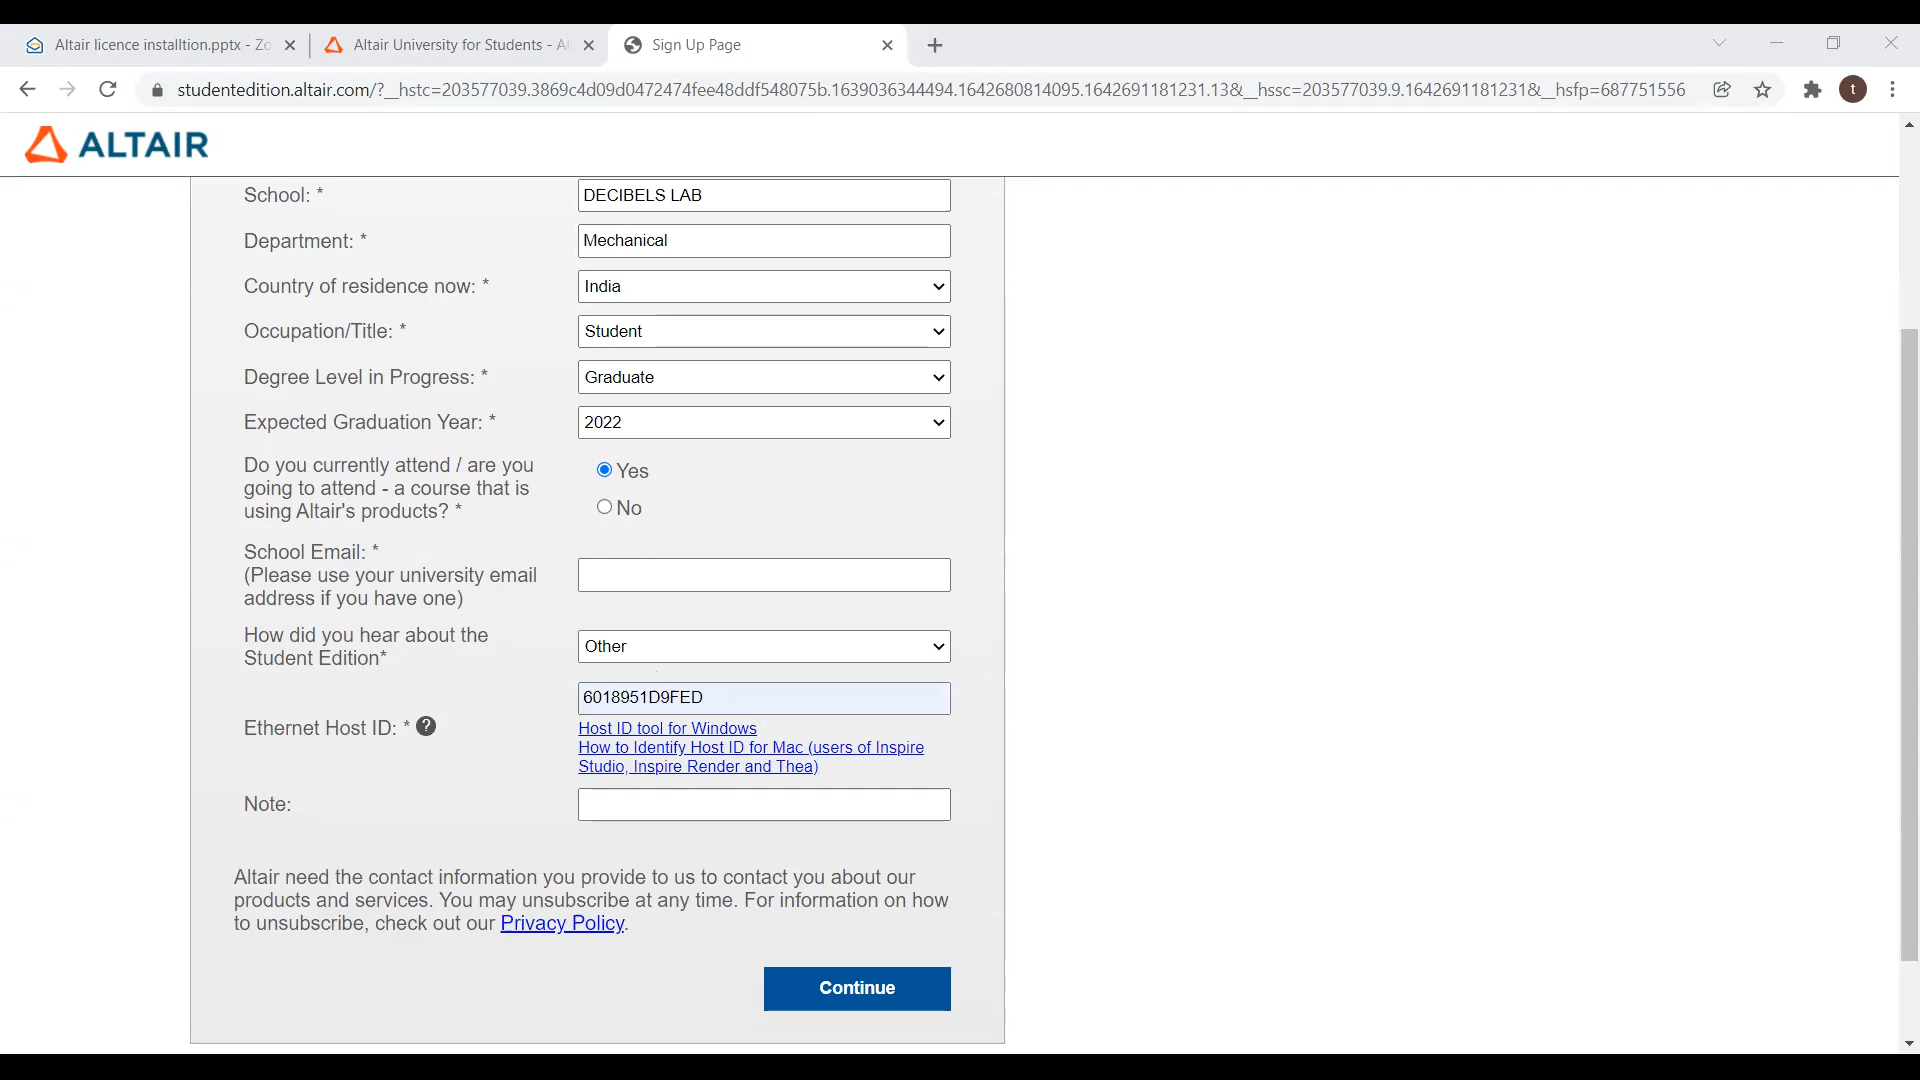 Altair licence installtion.pptx - Zo
Altair University for Students - Al
Sign Up Page
studentedition.altair.com/?__hstc=203577039.3869c4d09d0472474fee48ddf548075b.1639036344494.1642680814095.1642691181231.13&__hssc=203577039.9.1642691181231&__hsfp=687751556
t
ALTAIR
School: *
DECIBELS LAB
Department: *
Mechanical
Country of residence now: *
India
Occupation/Title: *
Student
Degree Level in Progress: *
Graduate
Expected Graduation Year: *
2022
Do you currently attend / are you
going to attend - a course that is
using Altair's products? *
Yes
No
School Email: *
(Please use your university email
address if you have one)
How did you hear about the
Student Edition*
Other
6018951D9FED
Ethernet Host ID: * ?
Host ID tool for Windows
How to Identify Host ID for Mac (users of Inspire
Studio, Inspire Render and Thea)
Note:
Altair need the contact information you provide to us to contact you about our
products and services. You may unsubscribe at any time. For information on how
to unsubscribe, check out our Privacy Policy.
Continue